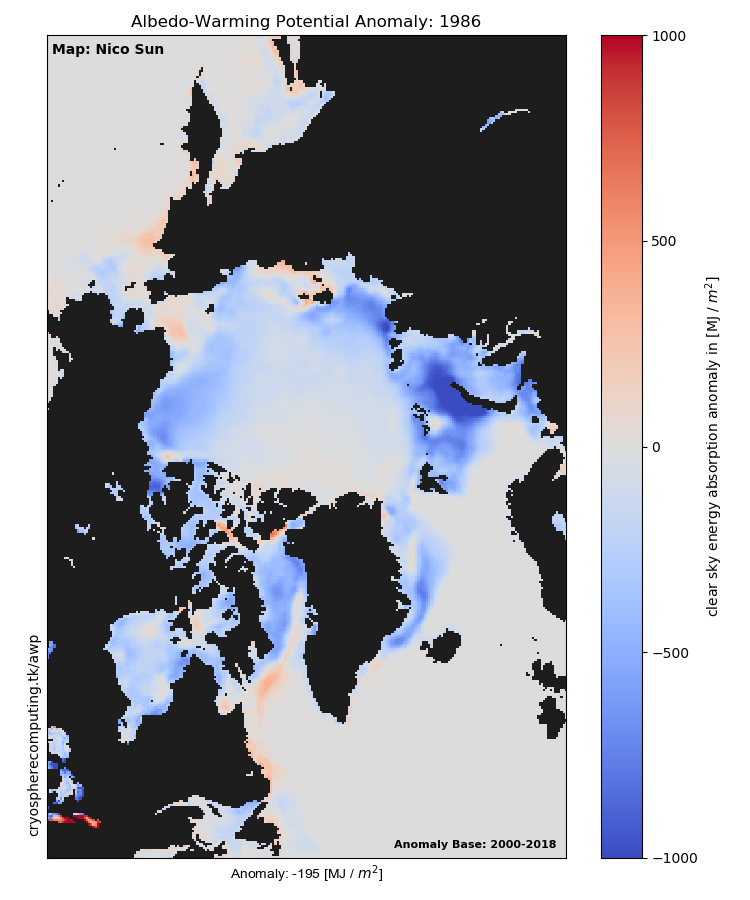 Albedo-Warming Potential Anomaly: 1986
Map: Nico Sun
1000
500
0
−500
−1000
clear sky energy absorption anomaly in [MJ / m²]
cryospherecomputing.tk/awp
Anomaly Base: 2000-2018
Anomaly: -195 [MJ / m²]